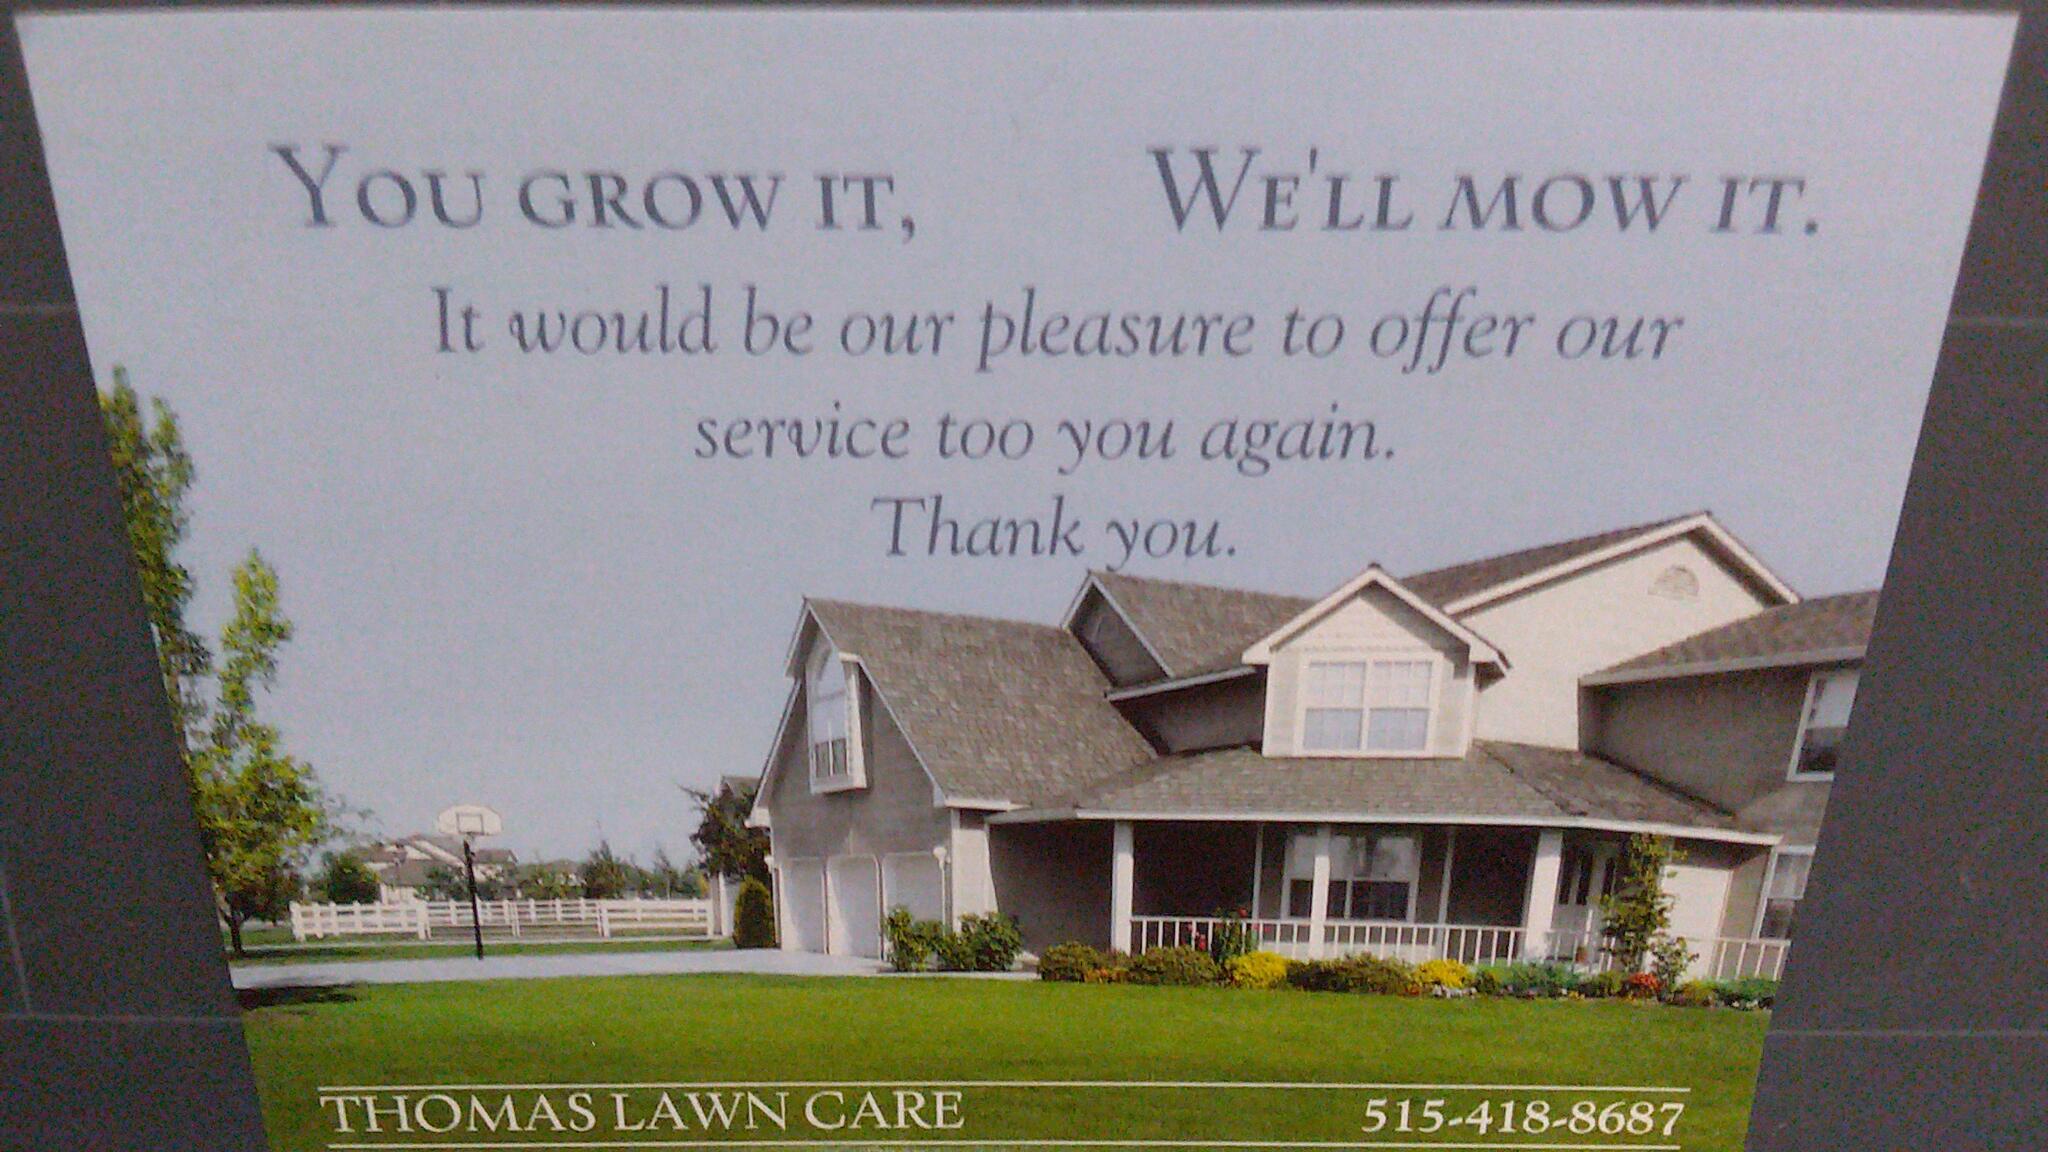 YOU GROW IT, WE'LL MOW IT.
It would be our pleasure to offer our
service too you again.
Thank you.
THOMAS LAWN CARE 515-418-8687